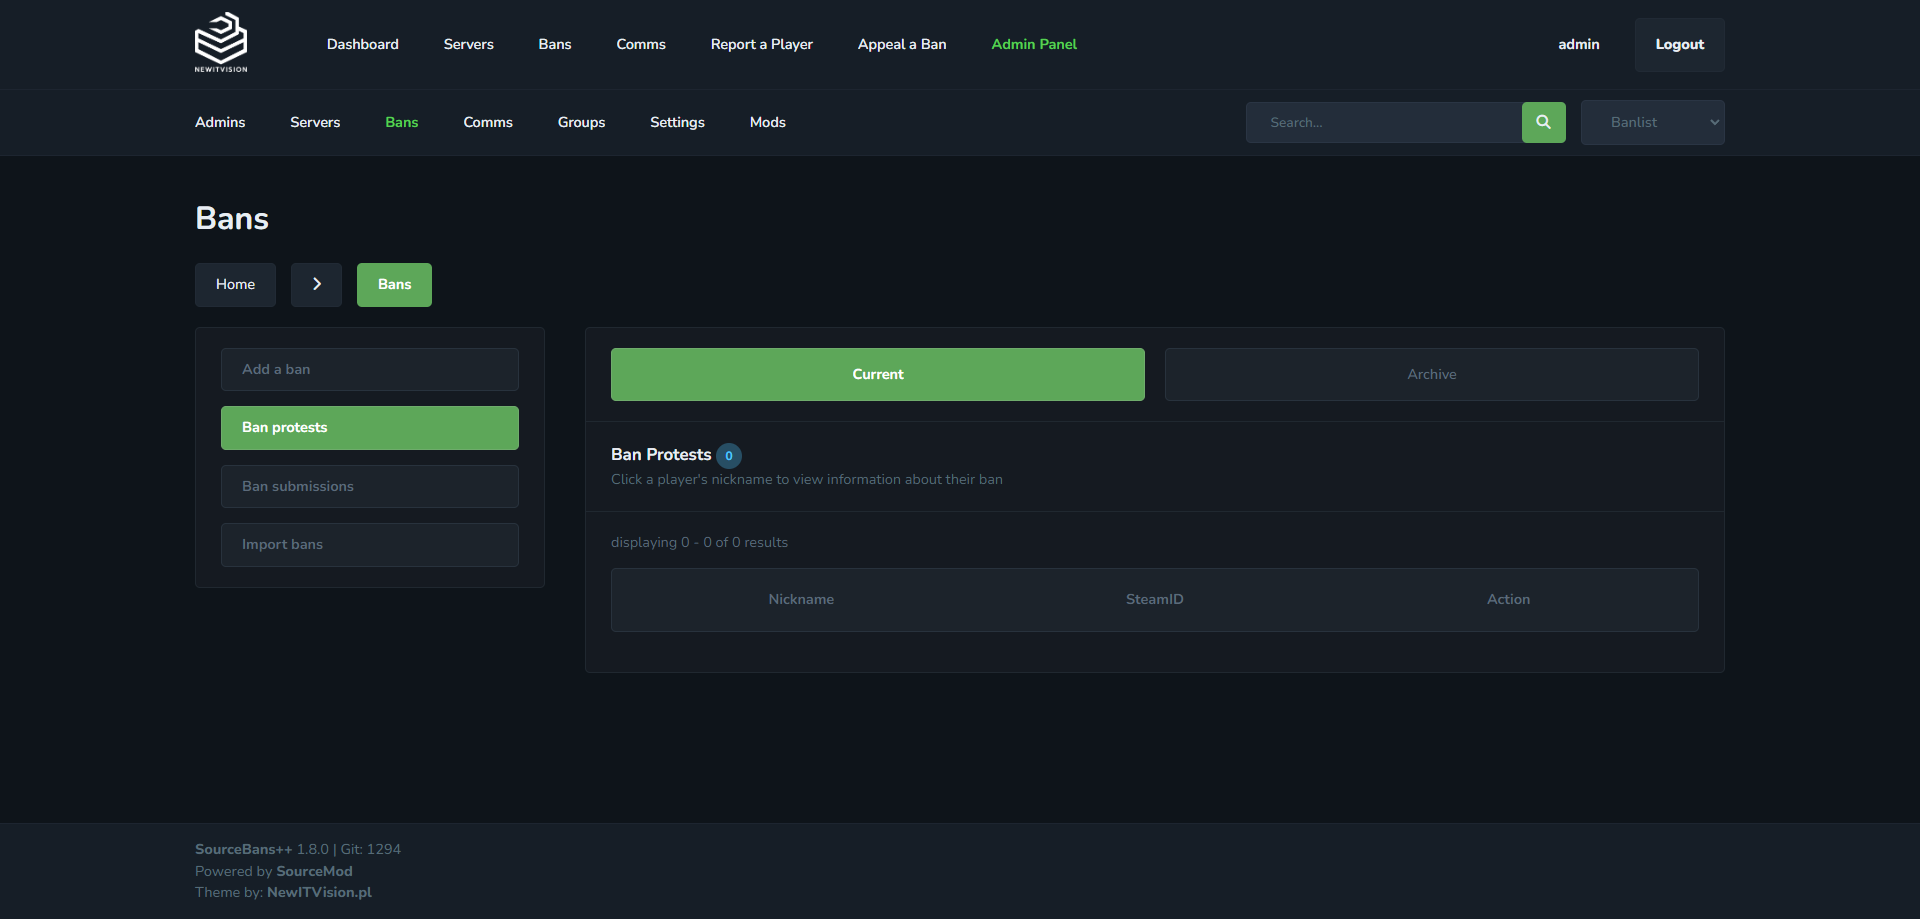 NEWITVISION
Dashboard Servers Bans Comms Report a Player Appeal a Ban Admin Panel admin Logout
Admins Servers Bans Comms Groups Settings Mods Search... Banlist
Bans
Home Bans
Add a ban
Ban protests
Ban submissions
Import bans
Current Archive
Ban Protests 0
Click a player's nickname to view information about their ban
displaying 0 - 0 of 0 results
Nickname SteamID Action
SourceBans++ 1.8.0 | Git: 1294
Powered by SourceMod
Theme by: NewITVision.pl